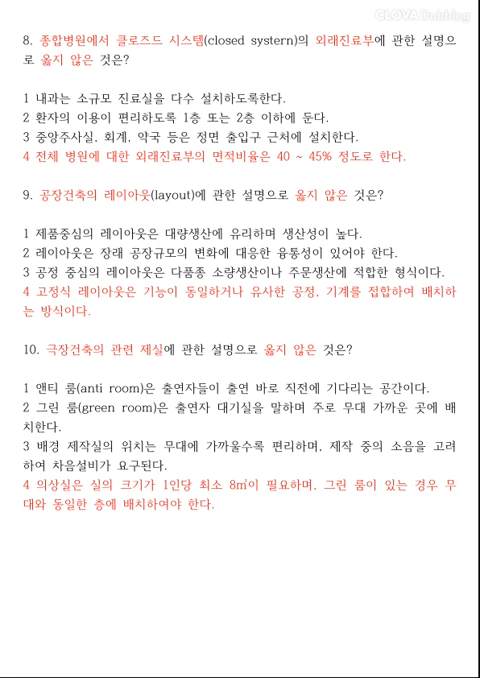 CLOVA Dubbing
8. 종합병원에서 클로즈드 시스템(closed systern)의 외래진료부에 관한 설명으
로 옳지 않은 것은?
1 내과는 소규모 진료실을 다수 설치하도록한다.
2 환자의 이용이 편리하도록 1층 또는 2층 이하에 둔다.
3 중앙주사실, 회계, 약국 등은 정면 출입구 근처에 설치한다.
4 전체 병원에 대한 외래진료부의 면적비율은 40 ~ 45% 정도로 한다.
9. 공장건축의 레이아웃(layout)에 관한 설명으로 옳지 않은 것은?
1 제품중심의 레이아웃은 대량생산에 유리하며 생산성이 높다.
2 레이아웃은 장래 공장규모의 변화에 대응한 융통성이 있어야 한다.
3 공정 중심의 레이아웃은 다품종 소량생산이나 주문생산에 적합한 형식이다.
4 고정식 레이아웃은 기능이 동일하거나 유사한 공정, 기계를 접합하여 배치하
는 방식이다.
10. 극장건축의 관련 제실에 관한 설명으로 옳지 않은 것은?
1 앤티 룸(anti room)은 출연자들이 출연 바로 직전에 기다리는 공간이다.
2 그린 룸(green room)은 출연자 대기실을 말하며 주로 무대 가까운 곳에 배
치한다.
3 배경 제작실의 위치는 무대에 가까울수록 편리하며, 제작 중의 소음을 고려
하여 차음설비가 요구된다.
4 의상실은 실의 크기가 1인당 최소 8㎡이 필요하며, 그린 룸이 있는 경우 무
대와 동일한 층에 배치하여야 한다.